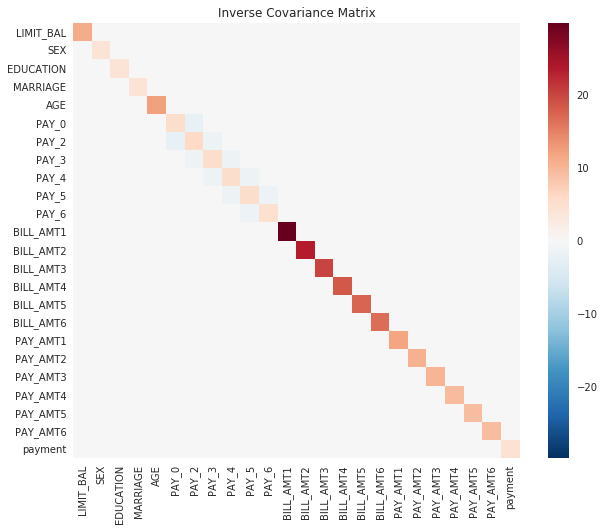 Inverse Covariance Matrix
LIMIT_BAL
SEX
EDUCATION
MARRIAGE
AGE
PAY_0
PAY_2
PAY_3
PAY_4
PAY_5
PAY_6
BILL_AMT1
BILL_AMT2
BILL_AMT3
BILL_AMT4
BILL_AMT5
BILL_AMT6
PAY_AMT1
PAY_AMT2
PAY_AMT3
PAY_AMT4
PAY_AMT5
PAY_AMT6
payment
LIMIT_BAL
SEX
EDUCATION
MARRIAGE
AGE
PAY_0
PAY_2
PAY_3
PAY_4
PAY_5
PAY_6
BILL_AMT1
BILL_AMT2
BILL_AMT3
BILL_AMT4
BILL_AMT5
BILL_AMT6
PAY_AMT1
PAY_AMT2
PAY_AMT3
PAY_AMT4
PAY_AMT5
PAY_AMT6
payment
20
10
0
−10
−20